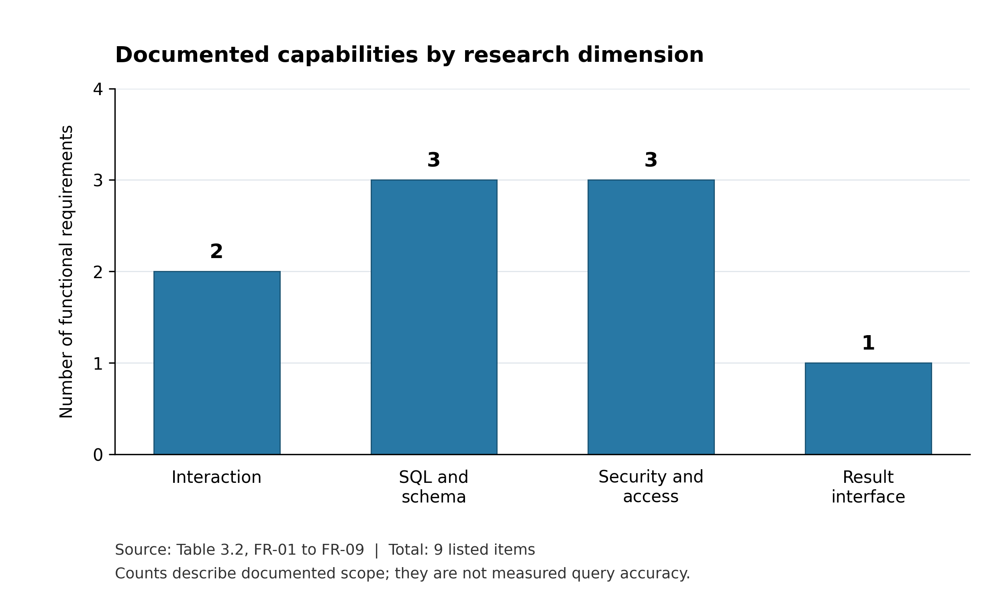 Documented capabilities by research dimension
Number of functional requirements
4
3
2
1
0
2
3
3
1
Interaction
SQL and
schema
Security and
access
Result
interface
Source: Table 3.2, FR-01 to FR-09 | Total: 9 listed items
Counts describe documented scope; they are not measured query accuracy.